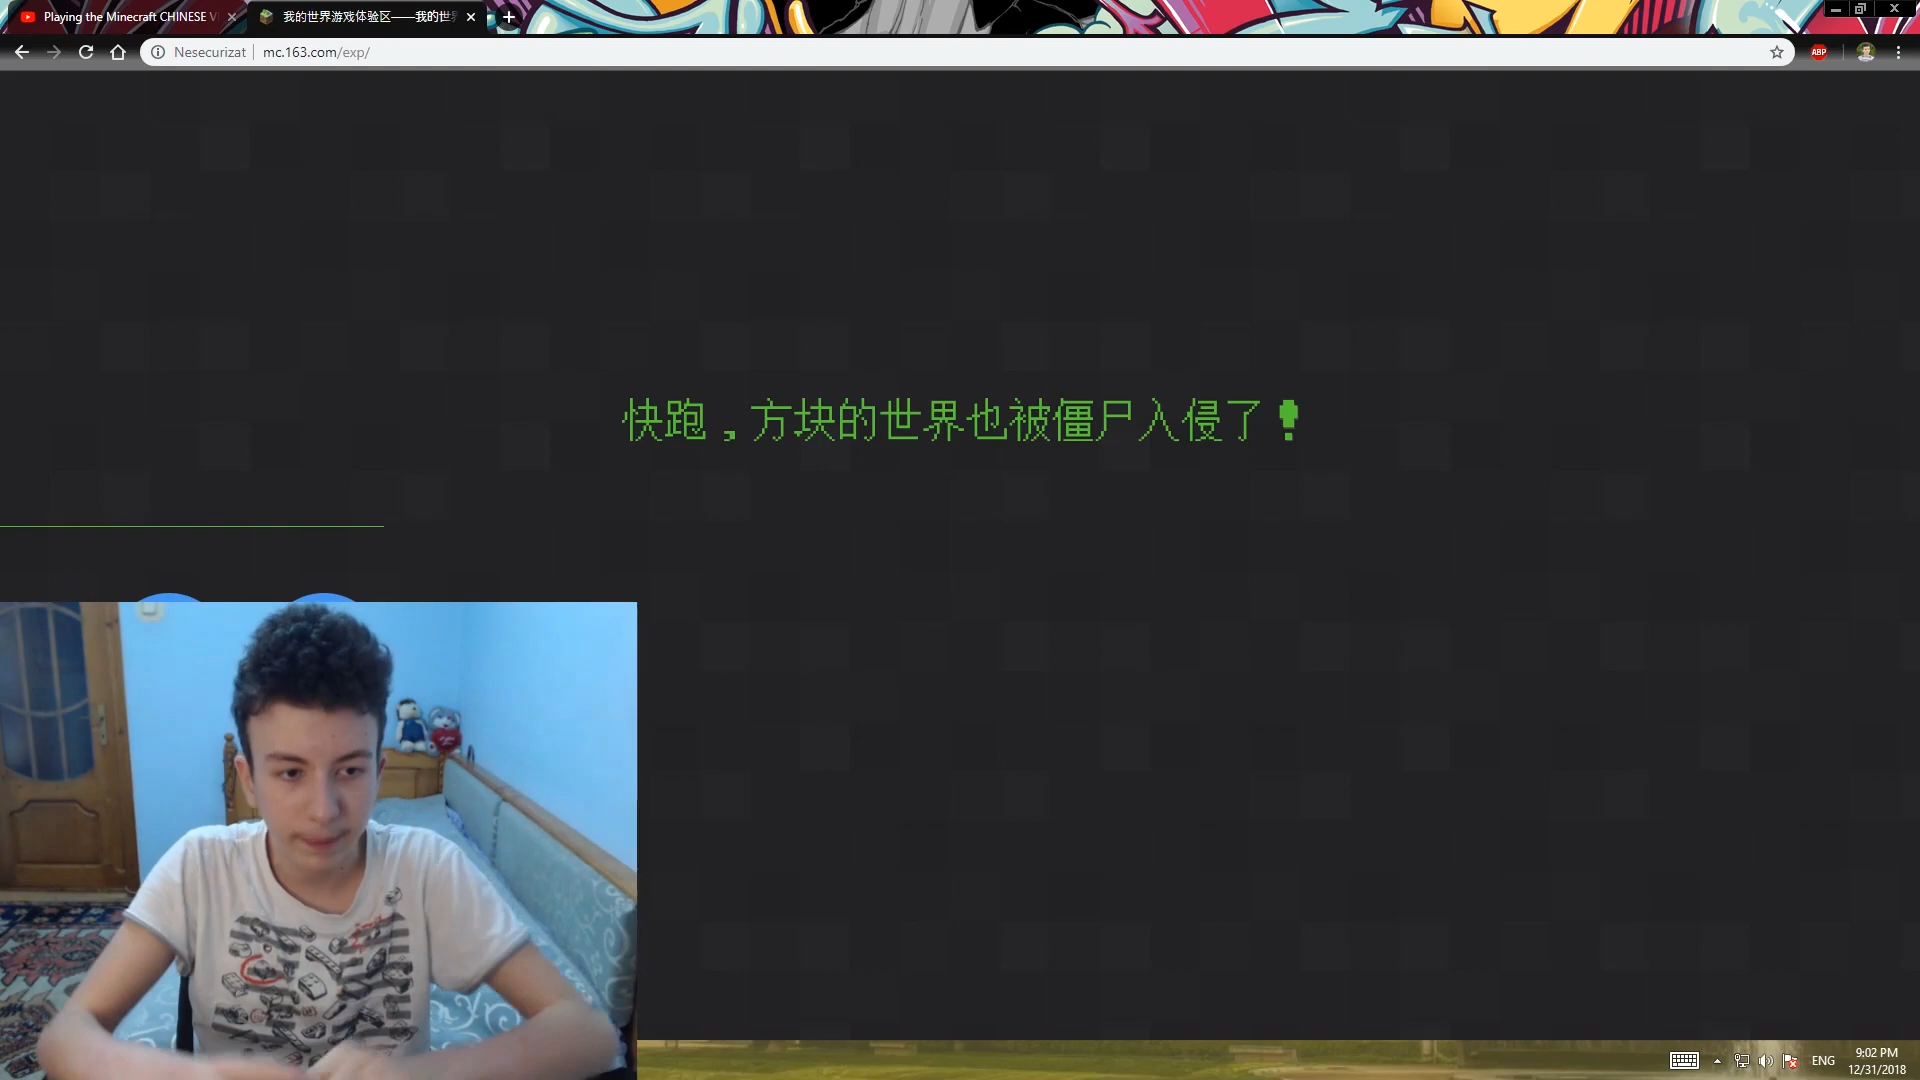 Playing the Minecraft CHINESE V
我的世界游戏体验区——我的世界
Nesecurizat
mc.163.com/exp/
ABP
快跑，方块的世界也被僵尸入侵了！
ENG
9:02 PM
12/31/2018